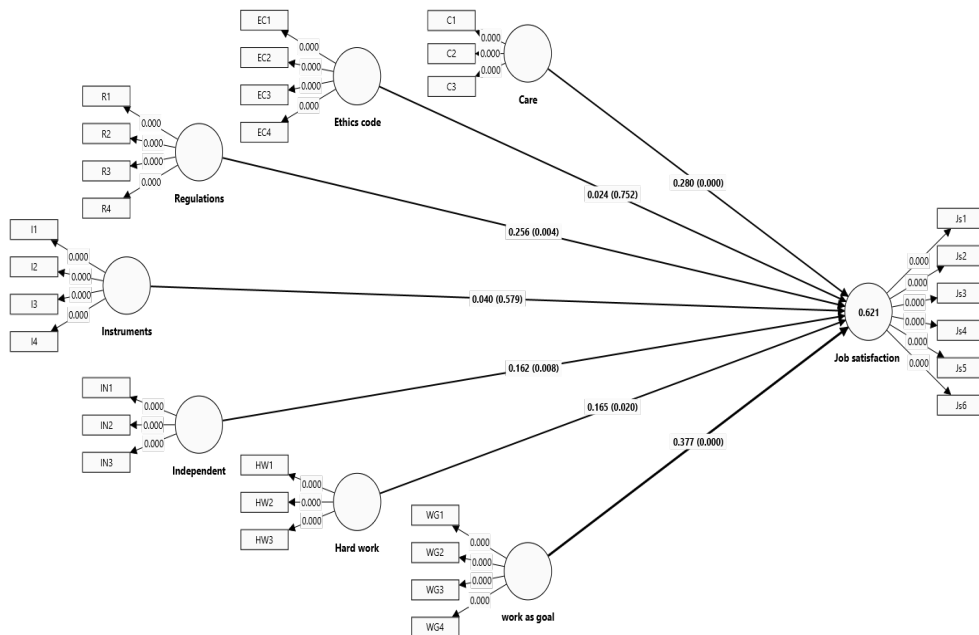 EC1
0.000
EC2
0.000
EC3
0.000
EC4
0.000
Ethics code
C1
0.000
C2
0.000
C3
0.000
Care
R1
0.000
R2
0.000
R3
0.000
R4
0.000
Regulations
I1
0.000
I2
0.000
I3
0.000
I4
0.000
Instruments
IN1
0.000
IN2
0.000
IN3
0.000
Independent
HW1
0.000
HW2
0.000
HW3
0.000
Hard work
WG1
0.000
WG2
0.000
WG3
0.000
WG4
0.000
work as goal
0.280 (0.000)
0.024 (0.752)
0.256 (0.004)
0.040 (0.579)
0.162 (0.008)
0.165 (0.020)
0.377 (0.000)
0.621
Job satisfaction
Js1
0.000
Js2
0.000
Js3
0.000
Js4
0.000
Js5
0.000
Js6
0.000